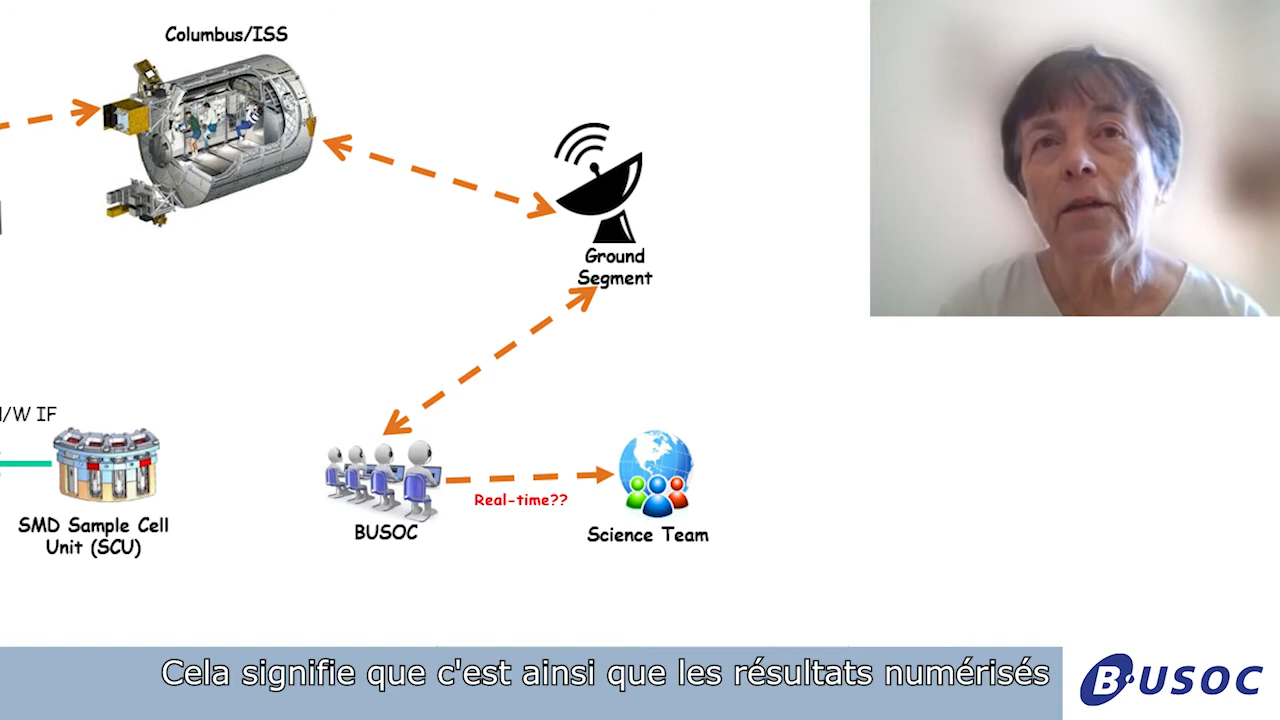 Columbus/ISS
Ground
Segment
/W IF
SMD Sample Cell
Unit (SCU)
BUSOC
Real-time??
Science Team
Cela signifie que c'est ainsi que les résultats numérisés
B·USOC